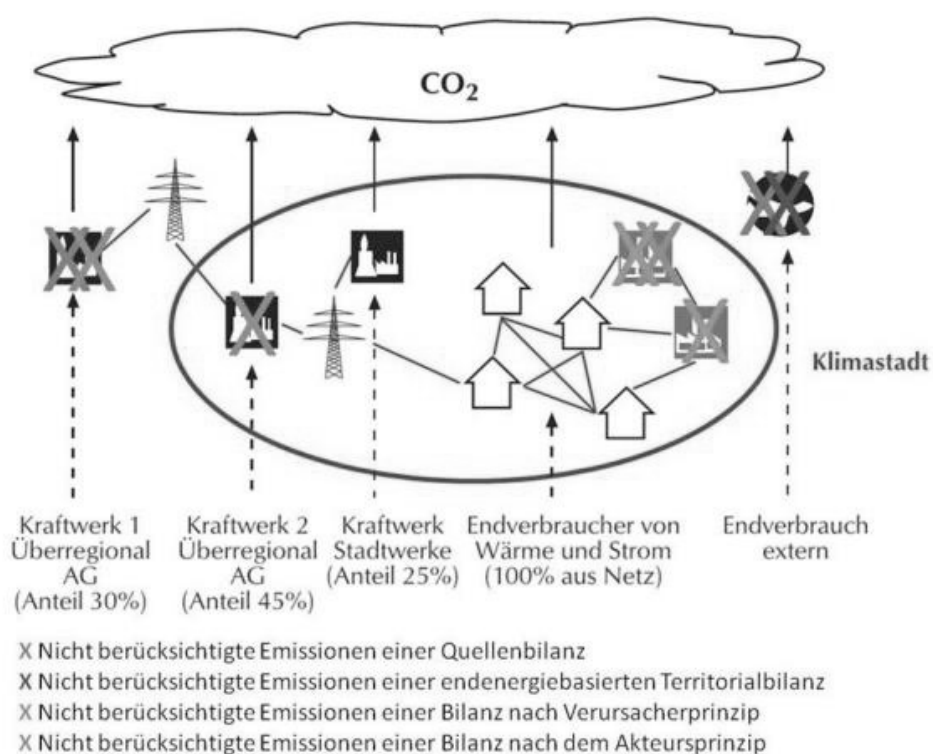 CO₂
Klimastadt
Kraftwerk 1
Überregional
AG
(Anteil 30%)
Kraftwerk 2
Überregional
AG
(Anteil 45%)
Kraftwerk
Stadtwerke
(Anteil 25%)
Endverbraucher von
Wärme und Strom
(100% aus Netz)
Endverbrauch
extern
X Nicht berücksichtigte Emissionen einer Quellenbilanz
X Nicht berücksichtigte Emissionen einer endenergiebasierten Territorialbilanz
X Nicht berücksichtigte Emissionen einer Bilanz nach Verursacherprinzip
X Nicht berücksichtigte Emissionen einer Bilanz nach dem Akteursprinzip